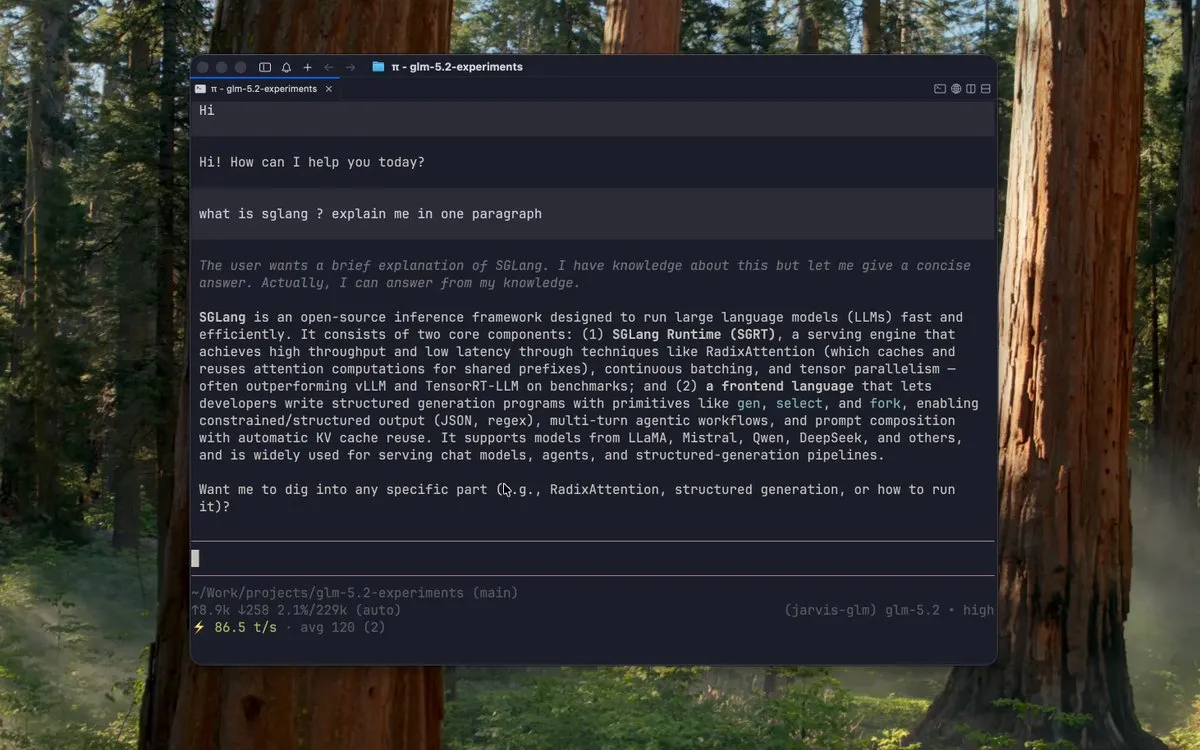 π - glm-5.2-experiments
π - glm-5.2-experiments
Hi
Hi! How can I help you today?
what is sglang ? explain me in one paragraph
The user wants a brief explanation of SGLang. I have knowledge about this but let me give a concise
answer. Actually, I can answer from my knowledge.
SGLang is an open-source inference framework designed to run large language models (LLMs) fast and
efficiently. It consists of two core components: (1) SGLang Runtime (SGRT), a serving engine that
achieves high throughput and low latency through techniques like RadixAttention (which caches and
reuses attention computations for shared prefixes), continuous batching, and tensor parallelism —
often outperforming vLLM and TensorRT-LLM on benchmarks; and (2) a frontend language that lets
developers write structured generation programs with primitives like gen, select, and fork, enabling
constrained/structured output (JSON, regex), multi-turn agentic workflows, and prompt composition
with automatic KV cache reuse. It supports models from LLaMA, Mistral, Qwen, DeepSeek, and others,
and is widely used for serving chat models, agents, and structured-generation pipelines.
Want me to dig into any specific part (.g., RadixAttention, structured generation, or how to run
it)?
~/Work/projects/glm-5.2-experiments (main)
↑8.9k ↓258 2.1%/229k (auto) (jarvis-glm) glm-5.2 • high
⚡ 86.5 t/s · avg 120 (2)